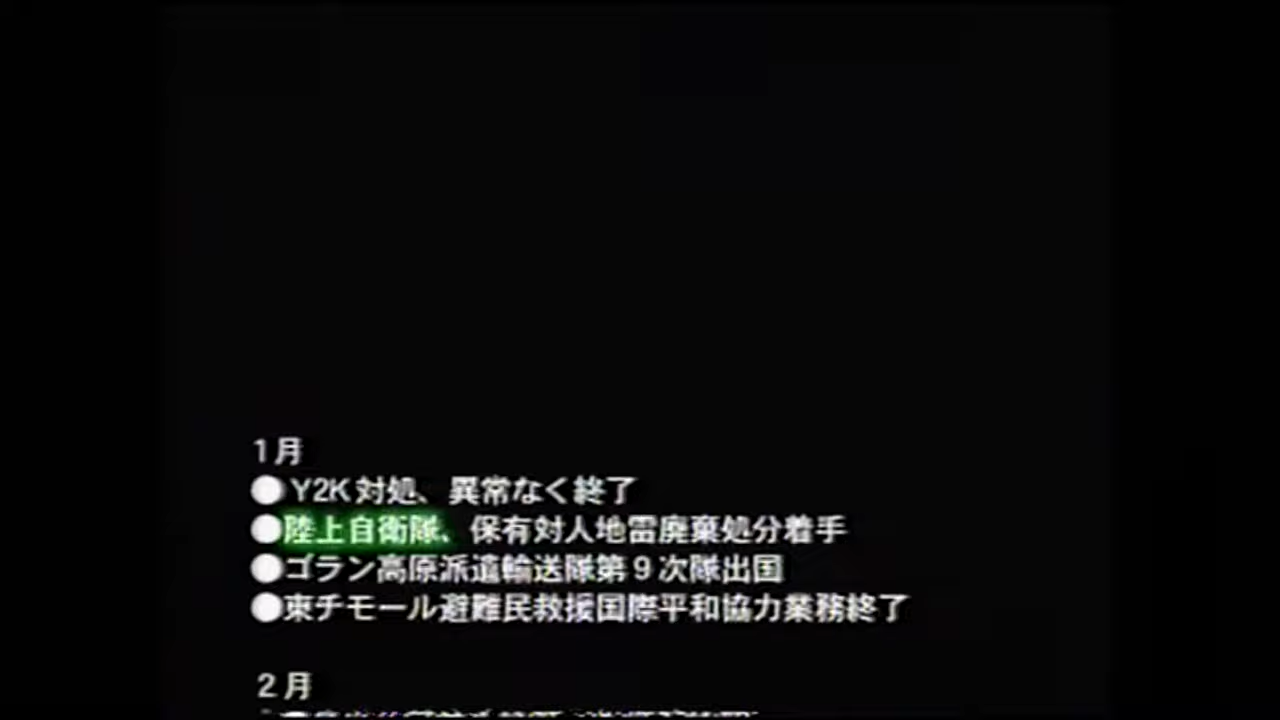 1月
●Y2K対処、異常なく終了
●陸上自衛隊、保有対人地雷廃棄処分着手
●ゴラン高原派遣輸送隊第9次隊出国
●東チモール避難民救援国際平和協力業務終了
2月